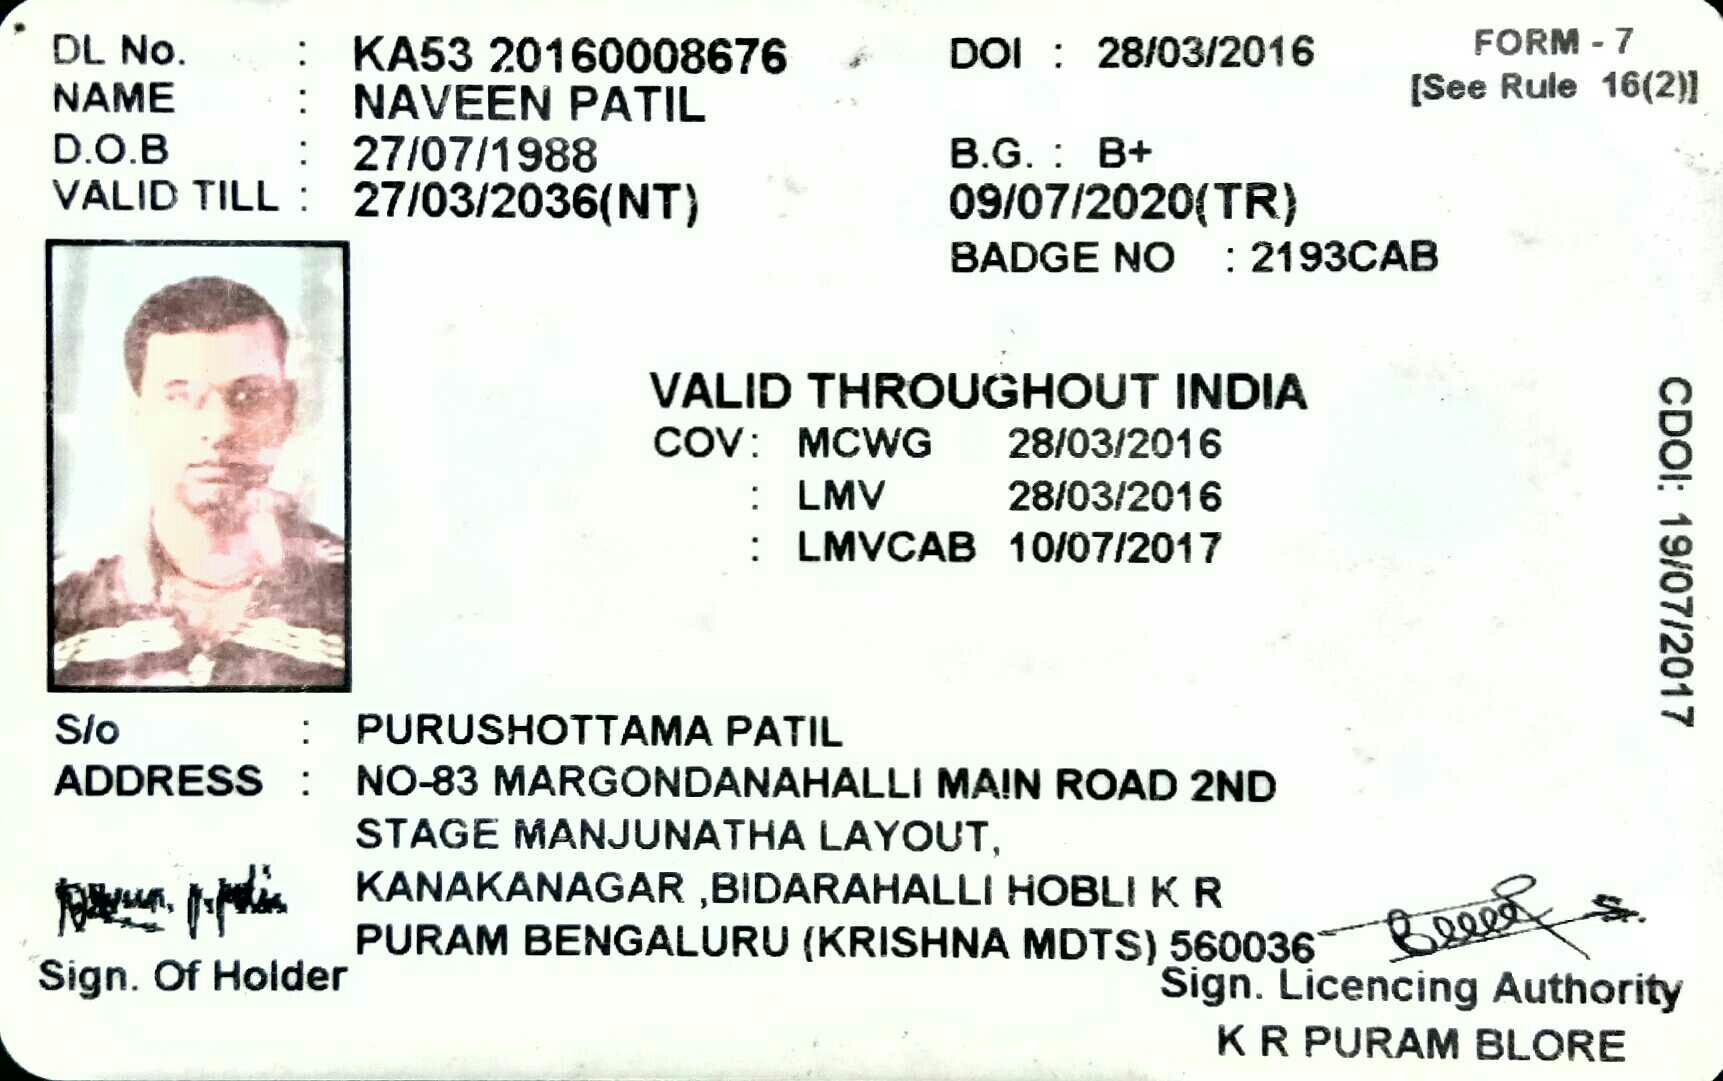 DL No. : KA53 20160008676 DOI : 28/03/2016 FORM - 7
NAME : NAVEEN PATIL [See Rule 16(2)]
D.O.B : 27/07/1988 B.G. : B+
VALID TILL : 27/03/2036(NT) 09/07/2020(TR)
BADGE NO : 2193CAB
VALID THROUGHOUT INDIA
COV: MCWG 28/03/2016
: LMV 28/03/2016
: LMVCAB 10/07/2017
CDOI: 19/07/2017
S/o : PURUSHOTTAMA PATIL
ADDRESS : NO-83 MARGONDANAHALLI MAIN ROAD 2ND
STAGE MANJUNATHA LAYOUT,
KANAKANAGAR ,BIDARAHALLI HOBLI K R
PURAM BENGALURU (KRISHNA MDTS) 560036
Sign. Of Holder
Sign. Licencing Authority
K R PURAM BLORE